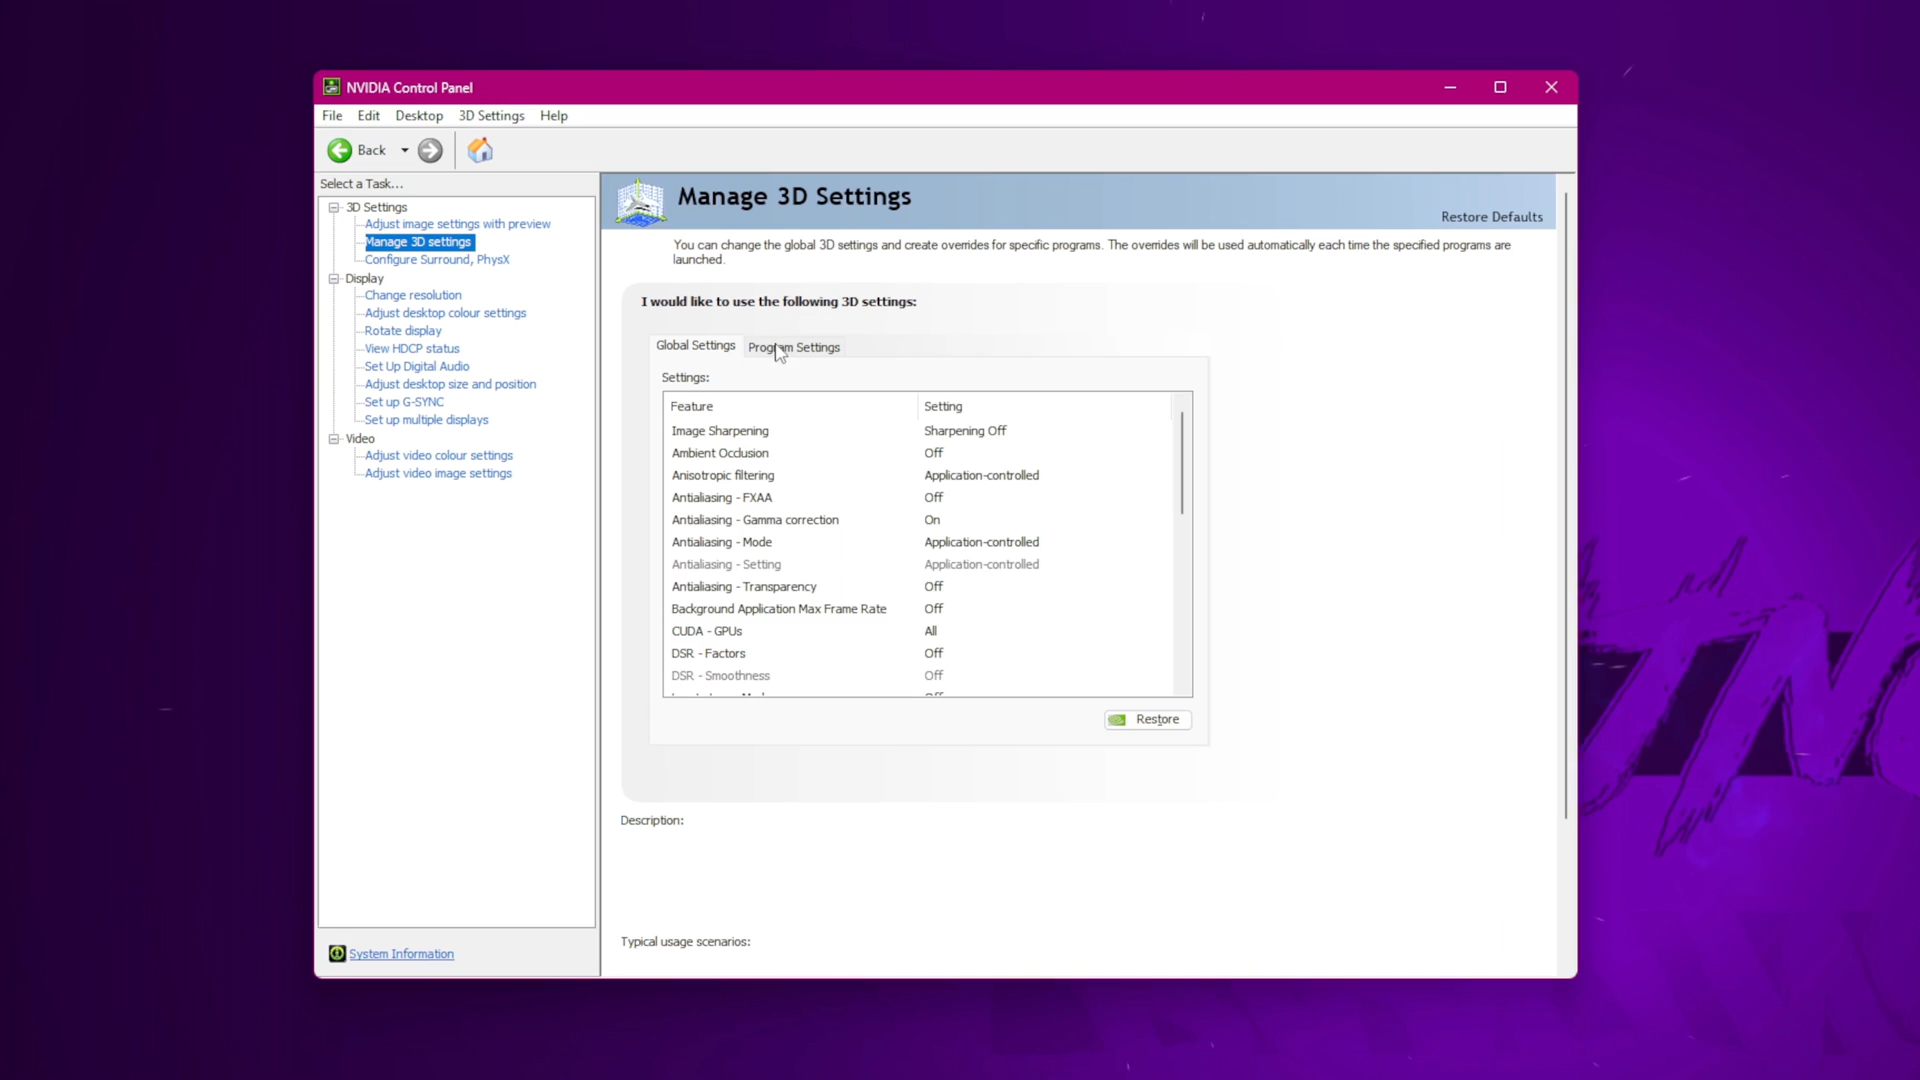 NVIDIA Control Panel
File Edit Desktop 3D Settings Help
Back
Select a Task...
3D Settings
Adjust image settings with preview
Manage 3D settings
Configure Surround, PhysX
Display
Change resolution
Adjust desktop colour settings
Rotate display
View HDCP status
Set Up Digital Audio
Adjust desktop size and position
Set up G-SYNC
Set up multiple displays
Video
Adjust video colour settings
Adjust video image settings
System Information
Manage 3D Settings
Restore Defaults
You can change the global 3D settings and create overrides for specific programs. The overrides will be used automatically each time the specified programs are
launched.
I would like to use the following 3D settings:
Global Settings Program Settings
Settings:
Feature Setting
Image Sharpening Sharpening Off
Ambient Occlusion Off
Anisotropic filtering Application-controlled
Antialiasing - FXAA Off
Antialiasing - Gamma correction On
Antialiasing - Mode Application-controlled
Antialiasing - Setting Application-controlled
Antialiasing - Transparency Off
Background Application Max Frame Rate Off
CUDA - GPUs All
DSR - Factors Off
DSR - Smoothness Off
Restore
Description:
Typical usage scenarios: